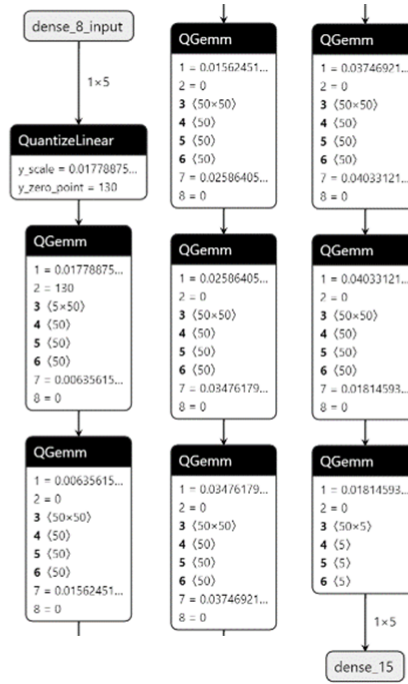 dense_8_input
1×5
QuantizeLinear
y_scale = 0.01778875...
y_zero_point = 130
QGemm
1 = 0.01778875...
2 = 130
3 ⟨5×50⟩
4 ⟨50⟩
5 ⟨50⟩
6 ⟨50⟩
7 = 0.00635615...
8 = 0
QGemm
1 = 0.00635615...
2 = 0
3 ⟨50×50⟩
4 ⟨50⟩
5 ⟨50⟩
6 ⟨50⟩
7 = 0.01562451...
8 = 0
QGemm
1 = 0.01562451...
2 = 0
3 ⟨50×50⟩
4 ⟨50⟩
5 ⟨50⟩
6 ⟨50⟩
7 = 0.02586405...
8 = 0
QGemm
1 = 0.02586405...
2 = 0
3 ⟨50×50⟩
4 ⟨50⟩
5 ⟨50⟩
6 ⟨50⟩
7 = 0.03476179...
8 = 0
QGemm
1 = 0.03476179...
2 = 0
3 ⟨50×50⟩
4 ⟨50⟩
5 ⟨50⟩
6 ⟨50⟩
7 = 0.03746921...
8 = 0
QGemm
1 = 0.03746921...
2 = 0
3 ⟨50×50⟩
4 ⟨50⟩
5 ⟨50⟩
6 ⟨50⟩
7 = 0.04033121...
8 = 0
QGemm
1 = 0.04033121...
2 = 0
3 ⟨50×50⟩
4 ⟨50⟩
5 ⟨50⟩
6 ⟨50⟩
7 = 0.01814593...
8 = 0
QGemm
1 = 0.01814593...
2 = 0
3 ⟨50×5⟩
4 ⟨5⟩
5 ⟨5⟩
6 ⟨5⟩
1×5
dense_15